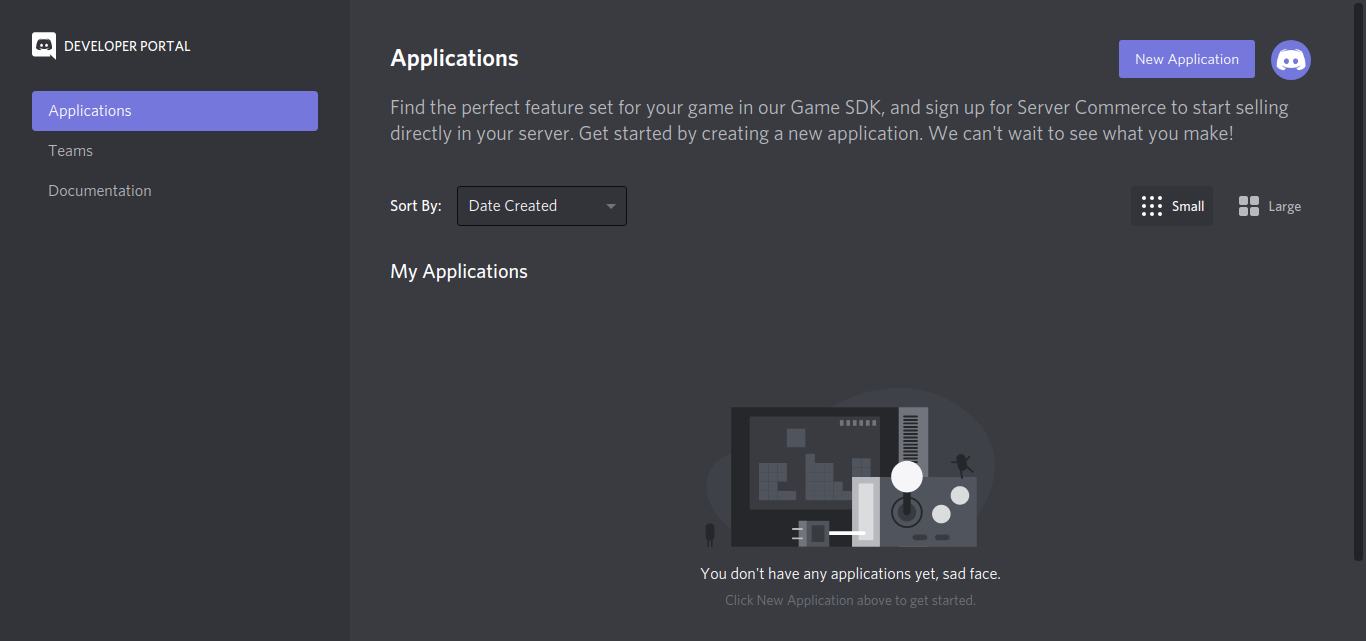 DEVELOPER PORTAL
Applications
Teams
Documentation
Applications
New Application
Find the perfect feature set for your game in our Game SDK, and sign up for Server Commerce to start selling
directly in your server. Get started by creating a new application. We can't wait to see what you make!
Sort By:
Date Created
Small
Large
My Applications
You don't have any applications yet, sad face.
Click New Application above to get started.